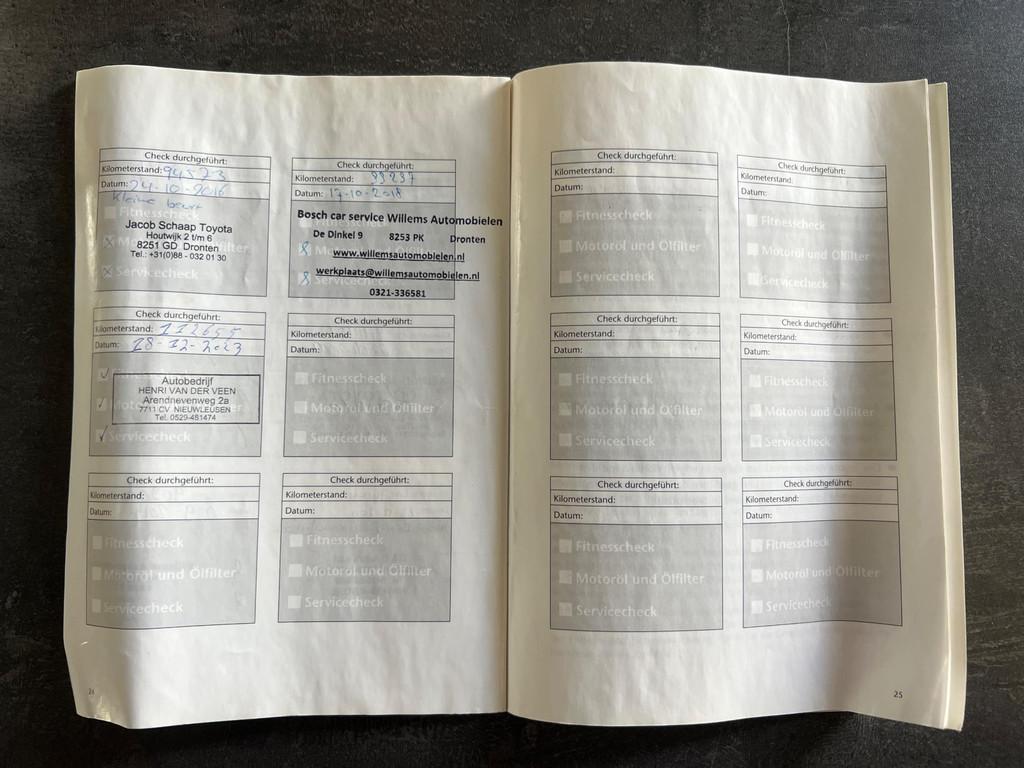 Check durchgeführt:
Kilometerstand: 94523
Datum: 24-10-2016
Kleine beurt
Fitnesscheck
Jacob Schaap Toyota
Houtwijk 2 t/m 6
8251 GD Dronten
Tel.: +31(0)88 - 032 01 30
Servicecheck
Check durchgeführt:
Kilometerstand: 99237
Datum: 17-10-2018
Bosch car service Willems Automobielen
De Dinkel 9 8253 PK Dronten
www.willemsautomobielen.nl
werkplaats@willemsautomobielen.nl
Servicecheck
0321-336581
Check durchgeführt:
Kilometerstand: 112655
Datum: 18-12-2023
Autobedrijf
HENRI VAN DER VEEN
Arendnevenweg 2a
7711 CV NIEUWLEUSEN
Tel. 0529-481474
Servicecheck
Check durchgeführt:
Kilometerstand:
Datum:
Fitnesscheck
Motoröl und Ölfilter
Servicecheck
Check durchgeführt:
Kilometerstand:
Datum:
Fitnesscheck
Motoröl und Ölfilter
Servicecheck
Check durchgeführt:
Kilometerstand:
Datum:
Fitnesscheck
Motoröl und Ölfilter
Servicecheck
Check durchgeführt:
Kilometerstand:
Datum:
Fitnesscheck
Motoröl und Ölfilter
Servicecheck
Check durchgeführt:
Kilometerstand:
Datum:
Fitnesscheck
Motoröl und Ölfilter
Servicecheck
Check durchgeführt:
Kilometerstand:
Datum:
Fitnesscheck
Motoröl und Ölfilter
Servicecheck
Check durchgeführt:
Kilometerstand:
Datum:
Fitnesscheck
Motoröl und Ölfilter
Servicecheck
Check durchgeführt:
Kilometerstand:
Datum:
Fitnesscheck
Motoröl und Ölfilter
Servicecheck
Check durchgeführt:
Kilometerstand:
Datum:
Fitnesscheck
Motoröl und Ölfilter
Servicecheck
25